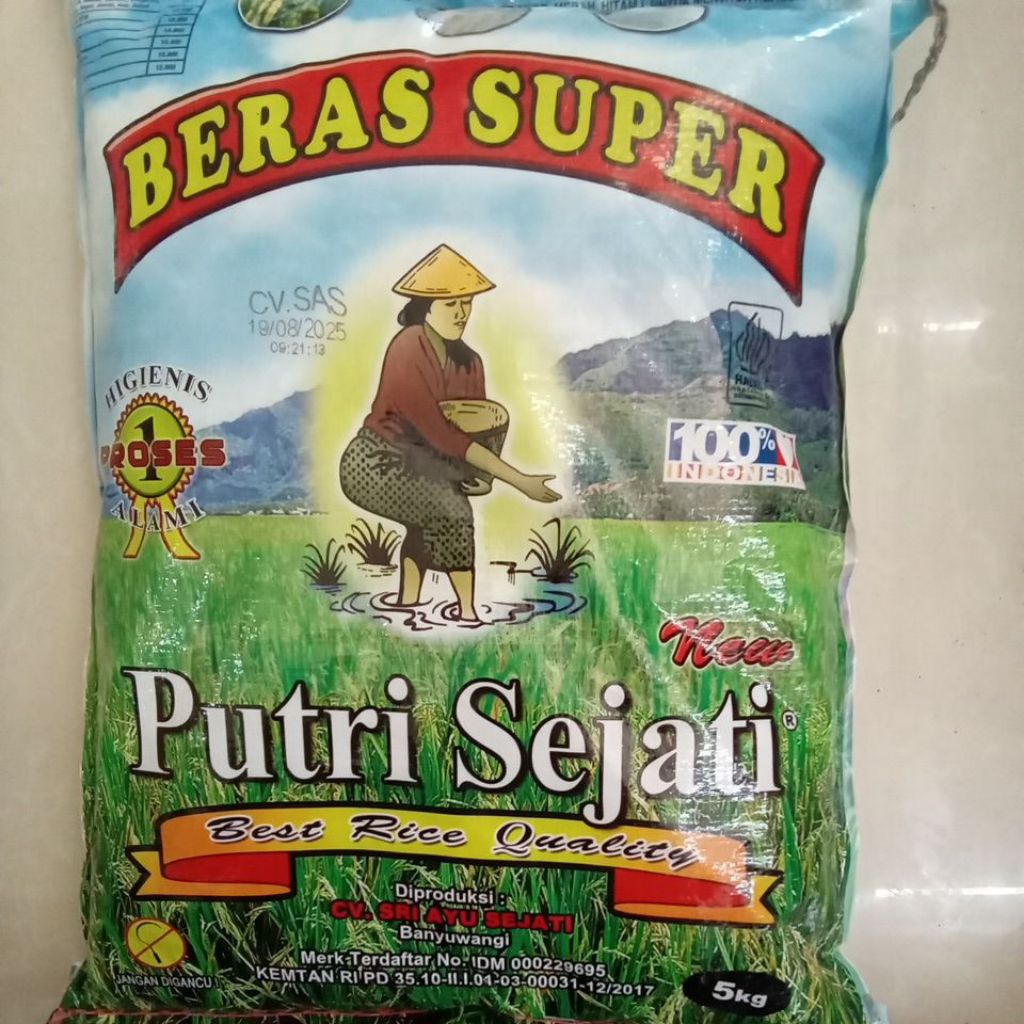 BERAS SUPER
CV.SAS
19/08/2025
09:21:13
HIGIENIS
1
PROSES
ALAMI
HALAL
100%
INDONESIA
New
Putri Sejati®
Best Rice Quality
Diproduksi :
CV. SRI AYU SEJATI
Banyuwangi
Merk Terdaftar No. IDM 000229695
KEMTAN RI PD 35.10-II.I.01-03-00031-12/2017
JANGAN DIGANCU !
5kg